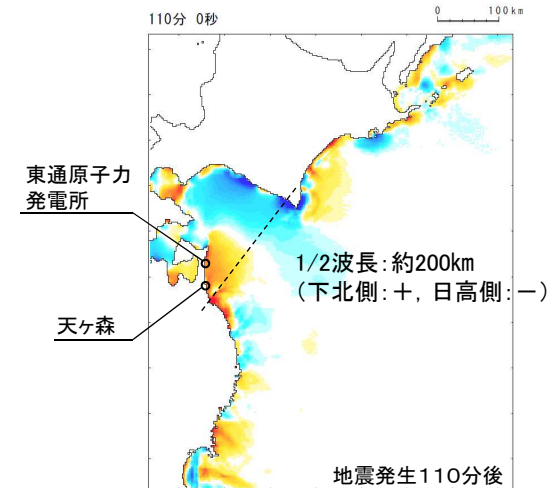 110分 0秒
0 100km
東通原子力
発電所
1/2波長:約200km
(下北側:+, 日高側:-)
天ヶ森
地震発生110分後